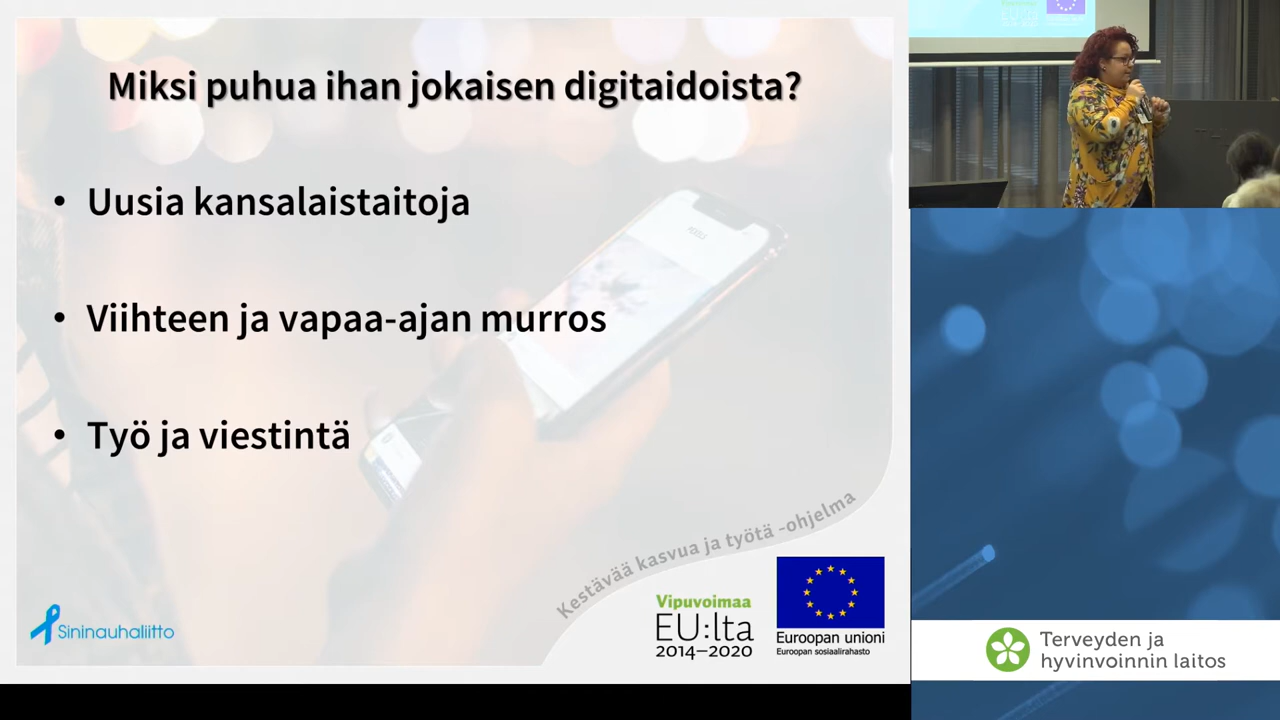 Miksi puhua ihan jokaisen digitaidoista?
• Uusia kansalaistaitoja
• Viihteen ja vapaa-ajan murros
• Työ ja viestintä
Kestävää kasvua ja työtä -ohjelma
Sininauhaliitto
Vipuvoimaa
EU:lta
2014–2020
Euroopan unioni
Euroopan sosiaalirahasto
Terveyden ja
hyvinvoinnin laitos